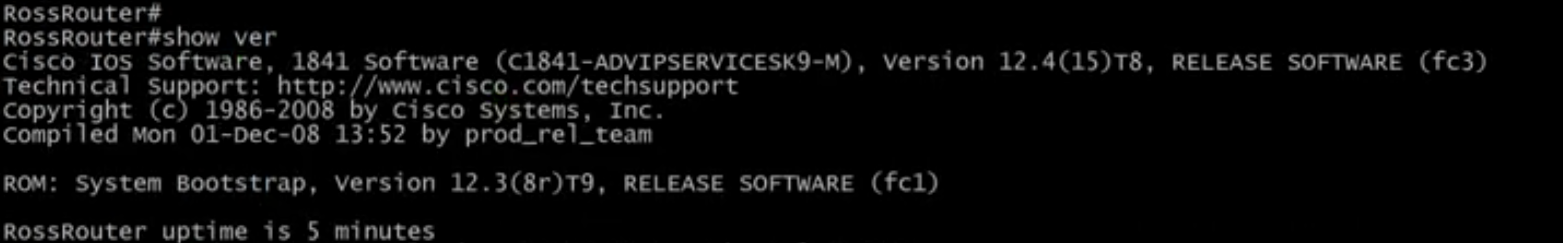 RossRouter#
RossRouter#show ver
Cisco IOS Software, 1841 Software (C1841-ADVIPSERVICESK9-M), Version 12.4(15)T8, RELEASE SOFTWARE (fc3)
Technical Support: http://www.cisco.com/techsupport
Copyright (c) 1986-2008 by Cisco Systems, Inc.
Compiled Mon 01-Dec-08 13:52 by prod_rel_team
ROM: System Bootstrap, Version 12.3(8r)T9, RELEASE SOFTWARE (fc1)
RossRouter uptime is 5 minutes